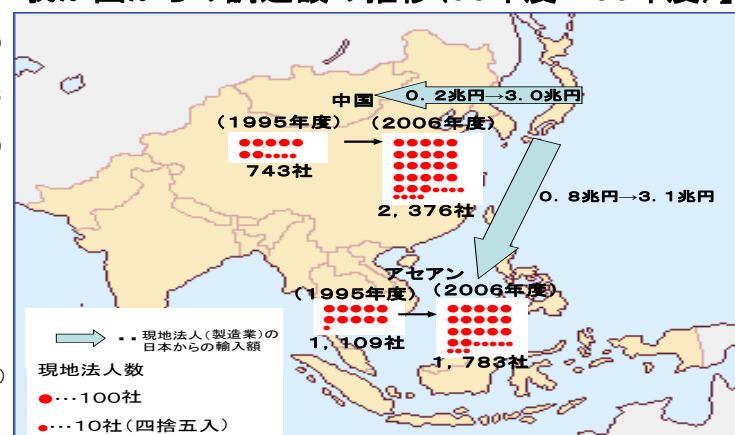 中国
0．2兆円→3．0兆円
(1995年度)
(2006年度)
743社
2，376社
0．8兆円→3．1兆円
アセアン
(1995年度)
(2006年度)
1，109社
1，783社
・・現地法人（製造業）の
日本からの輸入額
現地法人数
●…100社
●…10社（四捨五入）